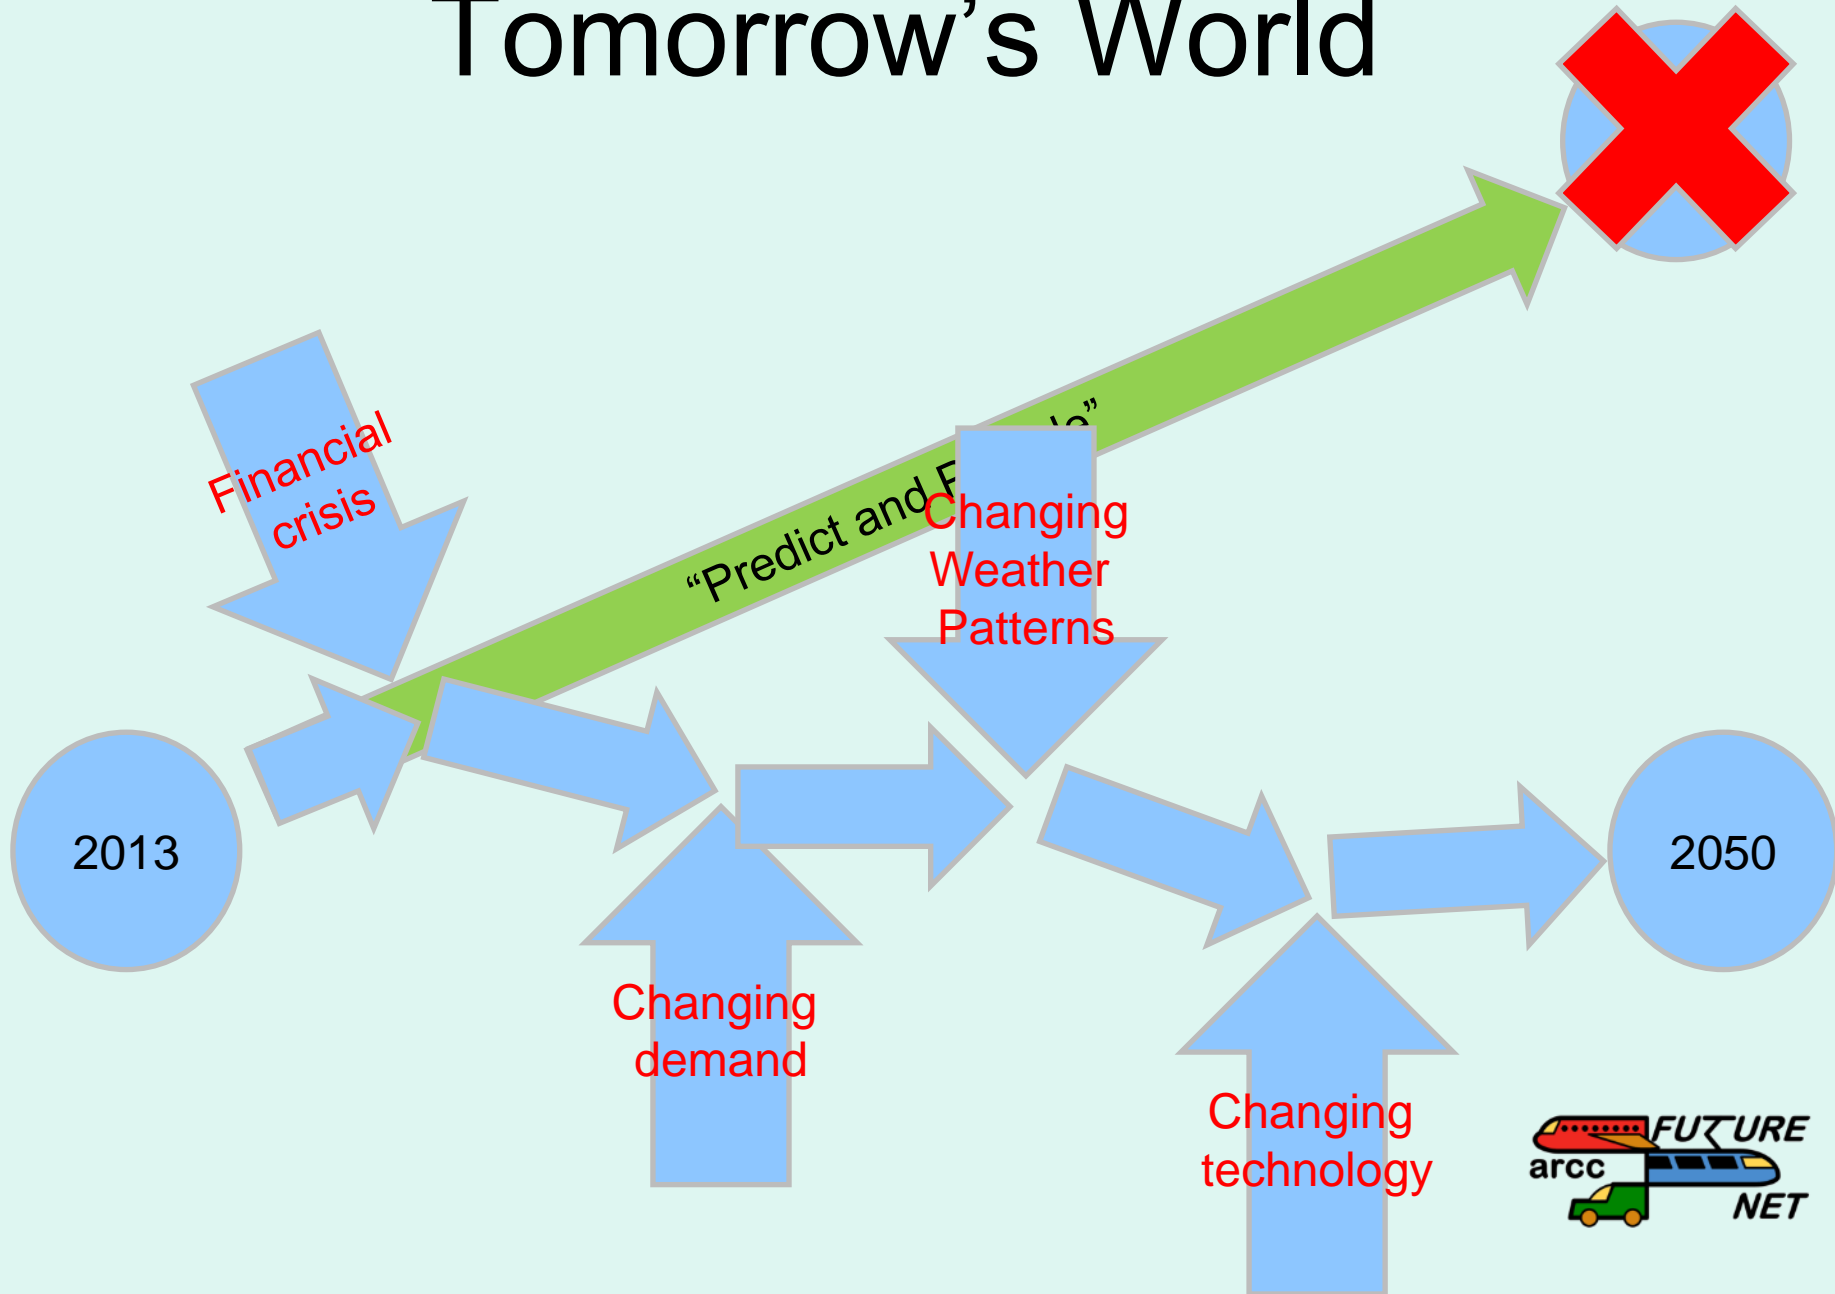 Tomorrow’s World
Financial
crisis
“Predict and
Changing
Weather
Patterns
2013
2050
Changing
demand
Changing
technology
FUTURE
arcc
NET